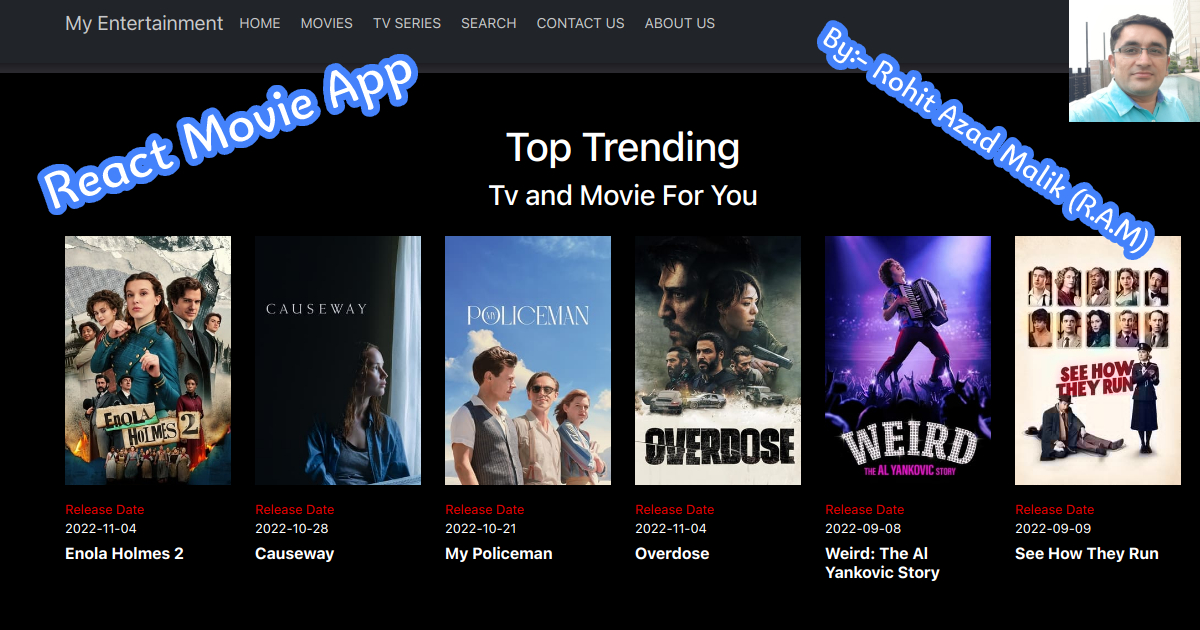 My Entertainment HOME MOVIES TV SERIES SEARCH CONTACT US ABOUT US
React Movie App
By:- Rohit Azad Malik (R.A.M)
Top Trending
Tv and Movie For You
ENOLA
HOLMES 2
CAUSEWAY
MY
POLICEMAN
OVERDOSE
WEIRD
THE AL YANKOVIC STORY
SEE HOW
THEY RUN
Release Date
2022-11-04
Enola Holmes 2
Release Date
2022-10-28
Causeway
Release Date
2022-10-21
My Policeman
Release Date
2022-11-04
Overdose
Release Date
2022-09-08
Weird: The Al
Yankovic Story
Release Date
2022-09-09
See How They Run